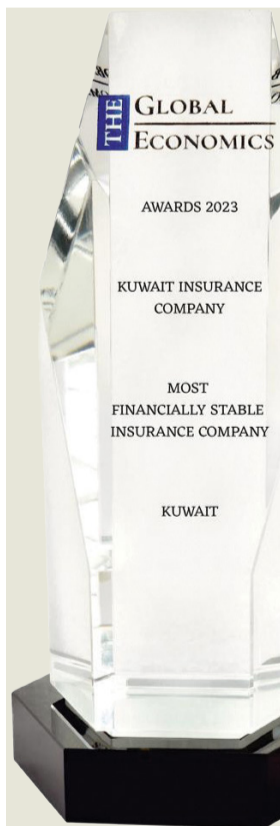 THE GLOBAL
ECONOMICS
AWARDS 2023
KUWAIT INSURANCE
COMPANY
MOST
FINANCIALLY STABLE
INSURANCE COMPANY
KUWAIT